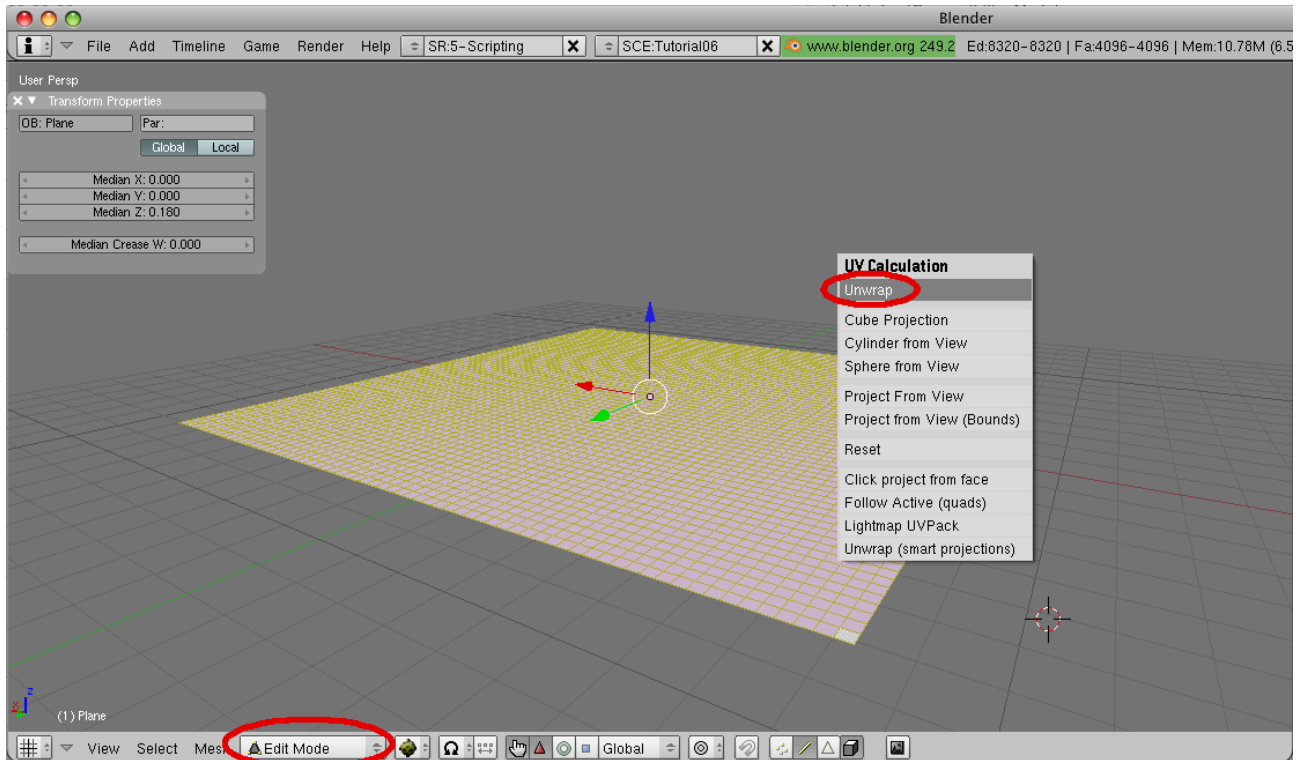 Blender
File Add Timeline Game Render Help SR:5-Scripting SCE:Tutorial06 www.blender.org 249.2 Ed:8320-8320 | Fa:4096-4096 | Mem:10.78M (6.5
User Persp
Transform Properties
OB: Plane Par:
Global Local
Median X: 0.000
Median Y: 0.000
Median Z: 0.180
Median Crease W: 0.000
UV Calculation
Unwrap
Cube Projection
Cylinder from View
Sphere from View
Project From View
Project from View (Bounds)
Reset
Click project from face
Follow Active (quads)
Lightmap UVPack
Unwrap (smart projections)
z
x
(1) Plane
View Select Mes Edit Mode Global